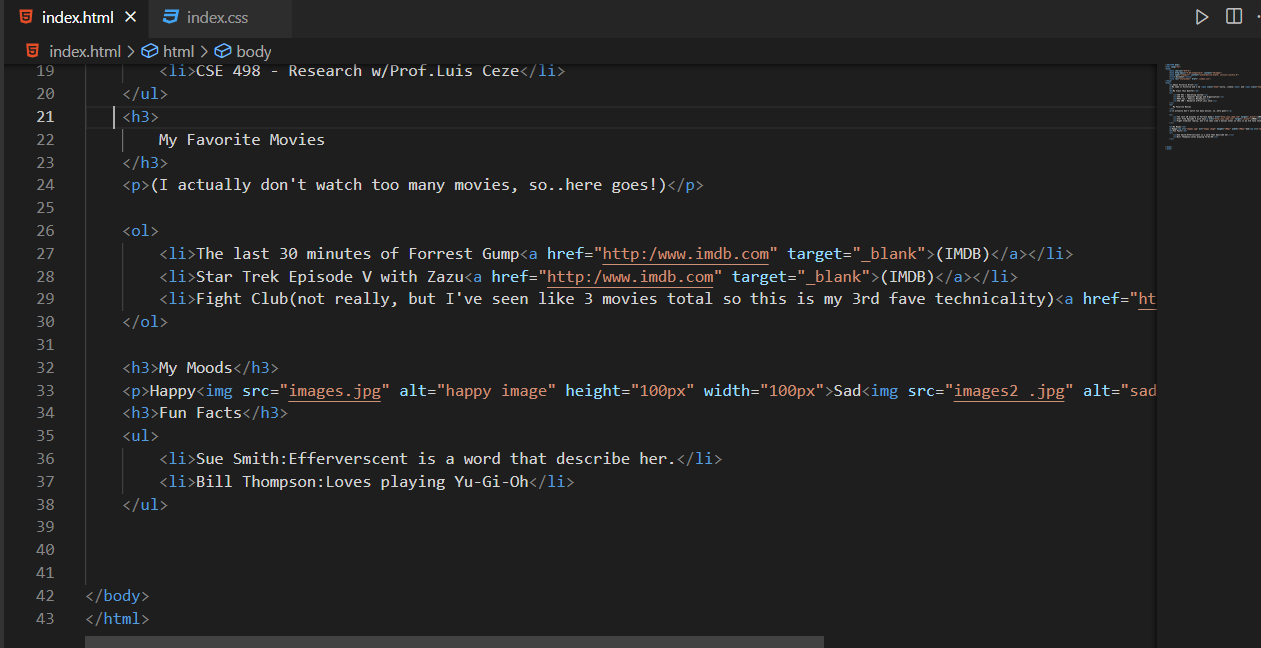 index.html
index.css
index.html > html > body
19 <li>CSE 498 - Research w/Prof.Luis Ceze</li>
20 </ul>
21 <h3>
22 My Favorite Movies
23 </h3>
24 <p>(I actually don't watch too many movies, so..here goes!)</p>
25
26 <ol>
27 <li>The last 30 minutes of Forrest Gump<a href="http:/www.imdb.com" target="_blank">(IMDB)</a></li>
28 <li>Star Trek Episode V with Zazu<a href="http:/www.imdb.com" target="_blank">(IMDB)</a></li>
29 <li>Fight Club(not really, but I've seen like 3 movies total so this is my 3rd fave technicality)<a href="ht
30 </ol>
31
32 <h3>My Moods</h3>
33 <p>Happy<img src="images.jpg" alt="happy image" height="100px" width="100px">Sad<img src="images2 .jpg" alt="sad
34 <h3>Fun Facts</h3>
35 <ul>
36 <li>Sue Smith:Efferverscent is a word that describe her.</li>
37 <li>Bill Thompson:Loves playing Yu-Gi-Oh</li>
38 </ul>
39
40
41
42 </body>
43 </html>